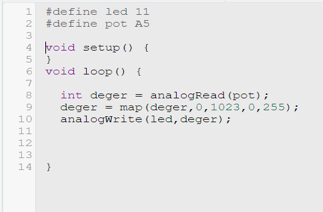 1 #define led 11
2 #define pot A5
3
4 void setup() {
5 }
6 void loop() {
7
8   int deger = analogRead(pot);
9   deger = map(deger,0,1023,0,255);
10   analogWrite(led,deger);
11
12
13
14 }